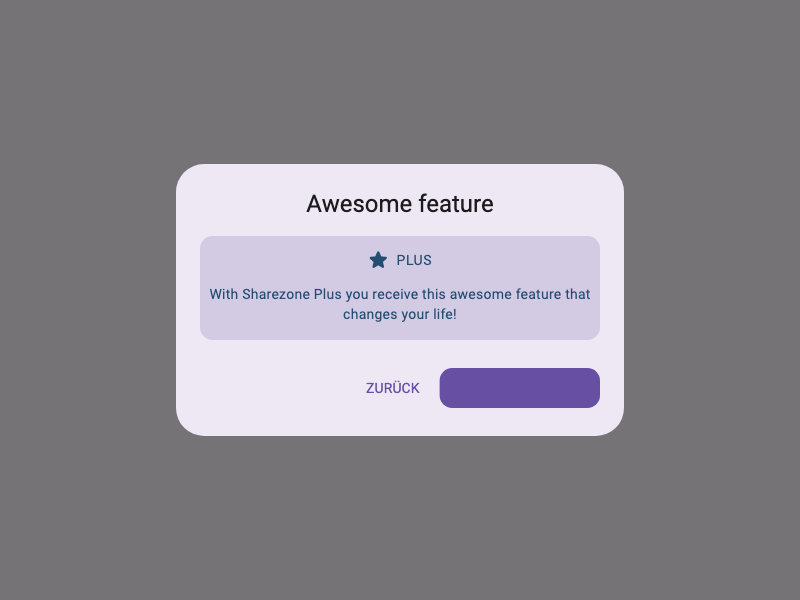 Awesome feature
PLUS
With Sharezone Plus you receive this awesome feature that
changes your life!
ZURÜCK